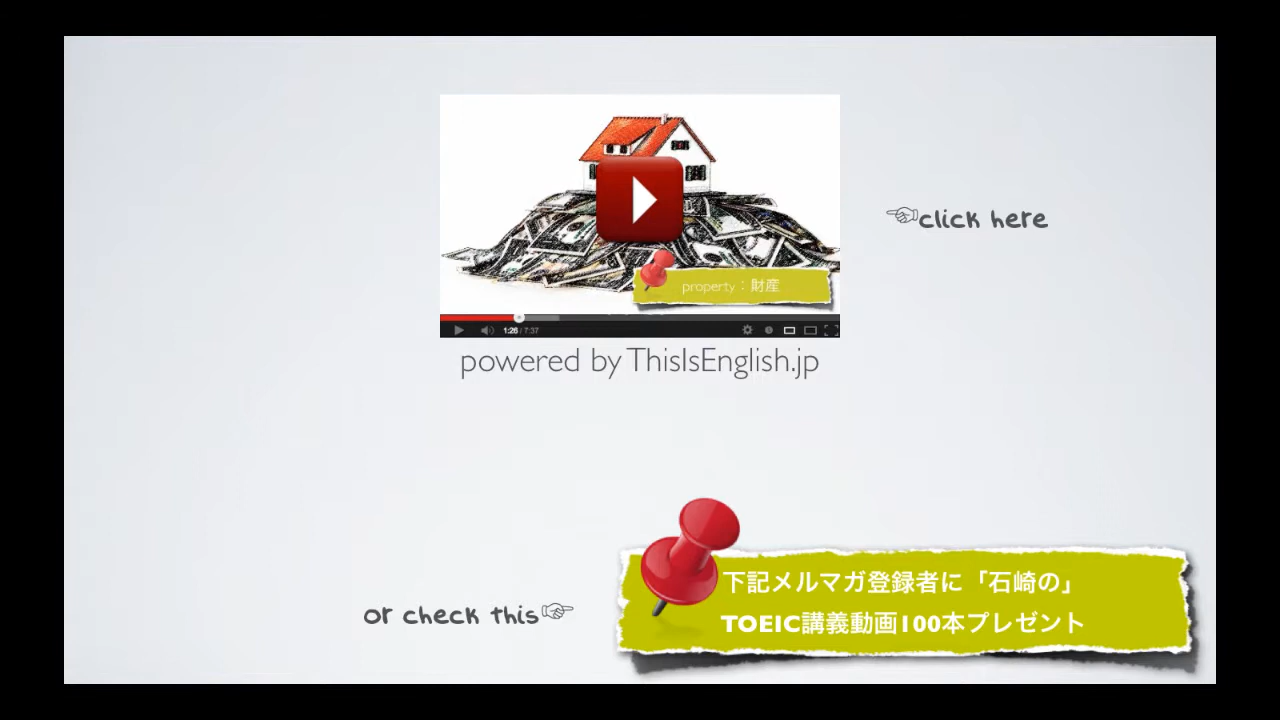 property：財産
1:26 / 7:37
☜click here
powered by ThisIsEnglish.jp
or check this☞
下記メルマガ登録者に「石崎の」
TOEIC講義動画100本プレゼント